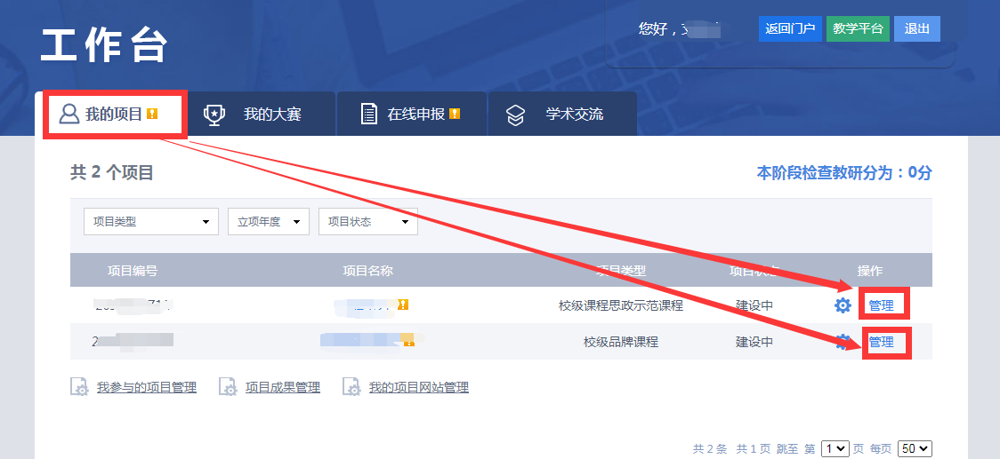 工作台
您好，
返回门户 教学平台 退出
我的项目 我的大赛 在线申报 学术交流
共 2 个项目 本阶段检查教研分为：0分
项目类型 立项年度 项目状态
项目编号 项目名称 项目类型 项目状态 操作
校级课程思政示范课程 建设中 管理
校级品牌课程 建设中 管理
我参与的项目管理 项目成果管理 我的项目网站管理
共 2 条 共 1 页 跳至 第 1 页 每页 50